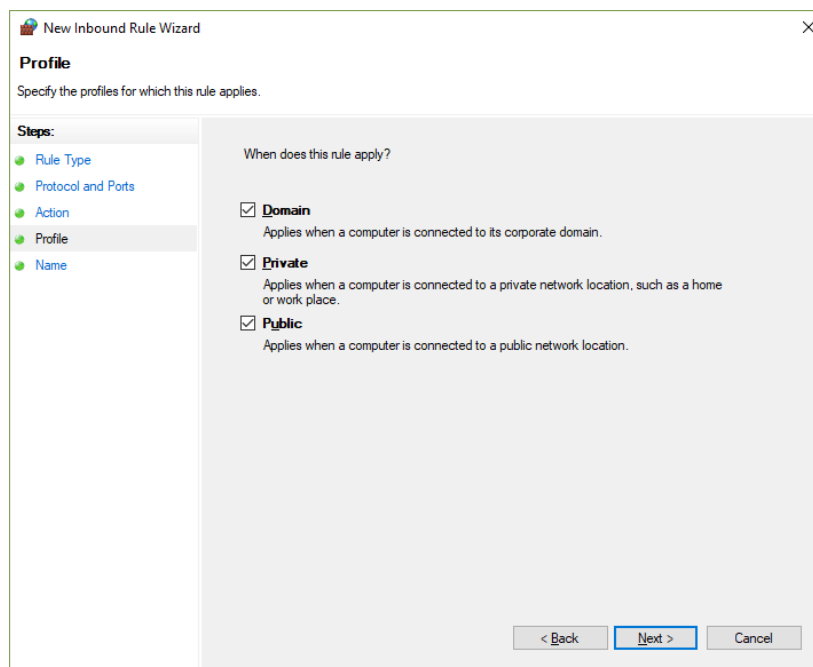 New Inbound Rule Wizard
Profile
Specify the profiles for which this rule applies.
Steps:
Rule Type
Protocol and Ports
Action
Profile
Name
When does this rule apply?
Domain
Applies when a computer is connected to its corporate domain.
Private
Applies when a computer is connected to a private network location, such as a home
or work place.
Public
Applies when a computer is connected to a public network location.
< Back
Next >
Cancel